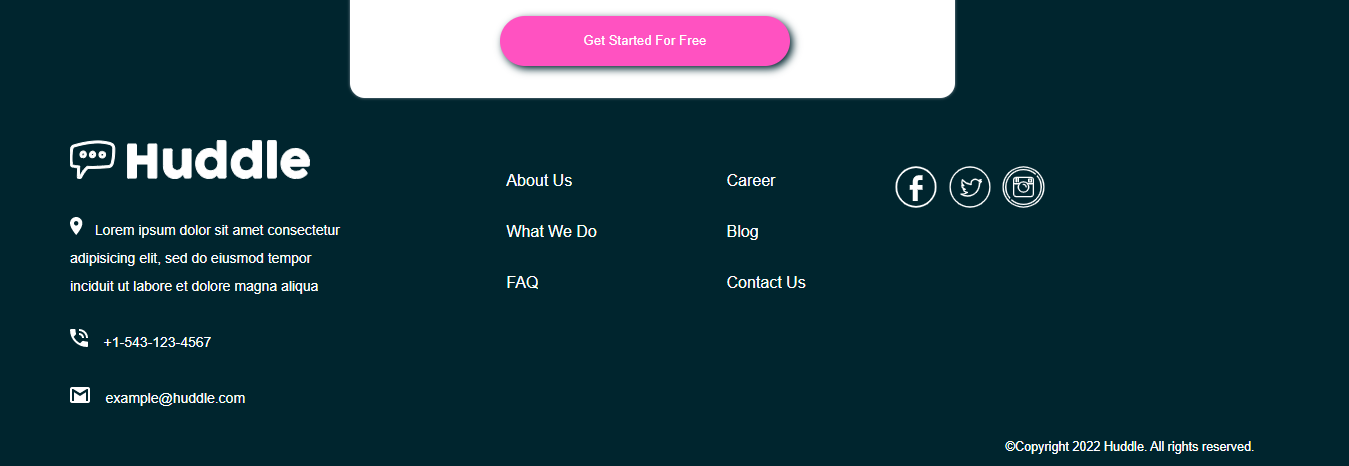 Get Started For Free
Huddle
Lorem ipsum dolor sit amet consectetur
adipisicing elit, sed do eiusmod tempor
inciduit ut labore et dolore magna aliqua
+1-543-123-4567
example@huddle.com
About Us
What We Do
FAQ
Career
Blog
Contact Us
©Copyright 2022 Huddle. All rights reserved.